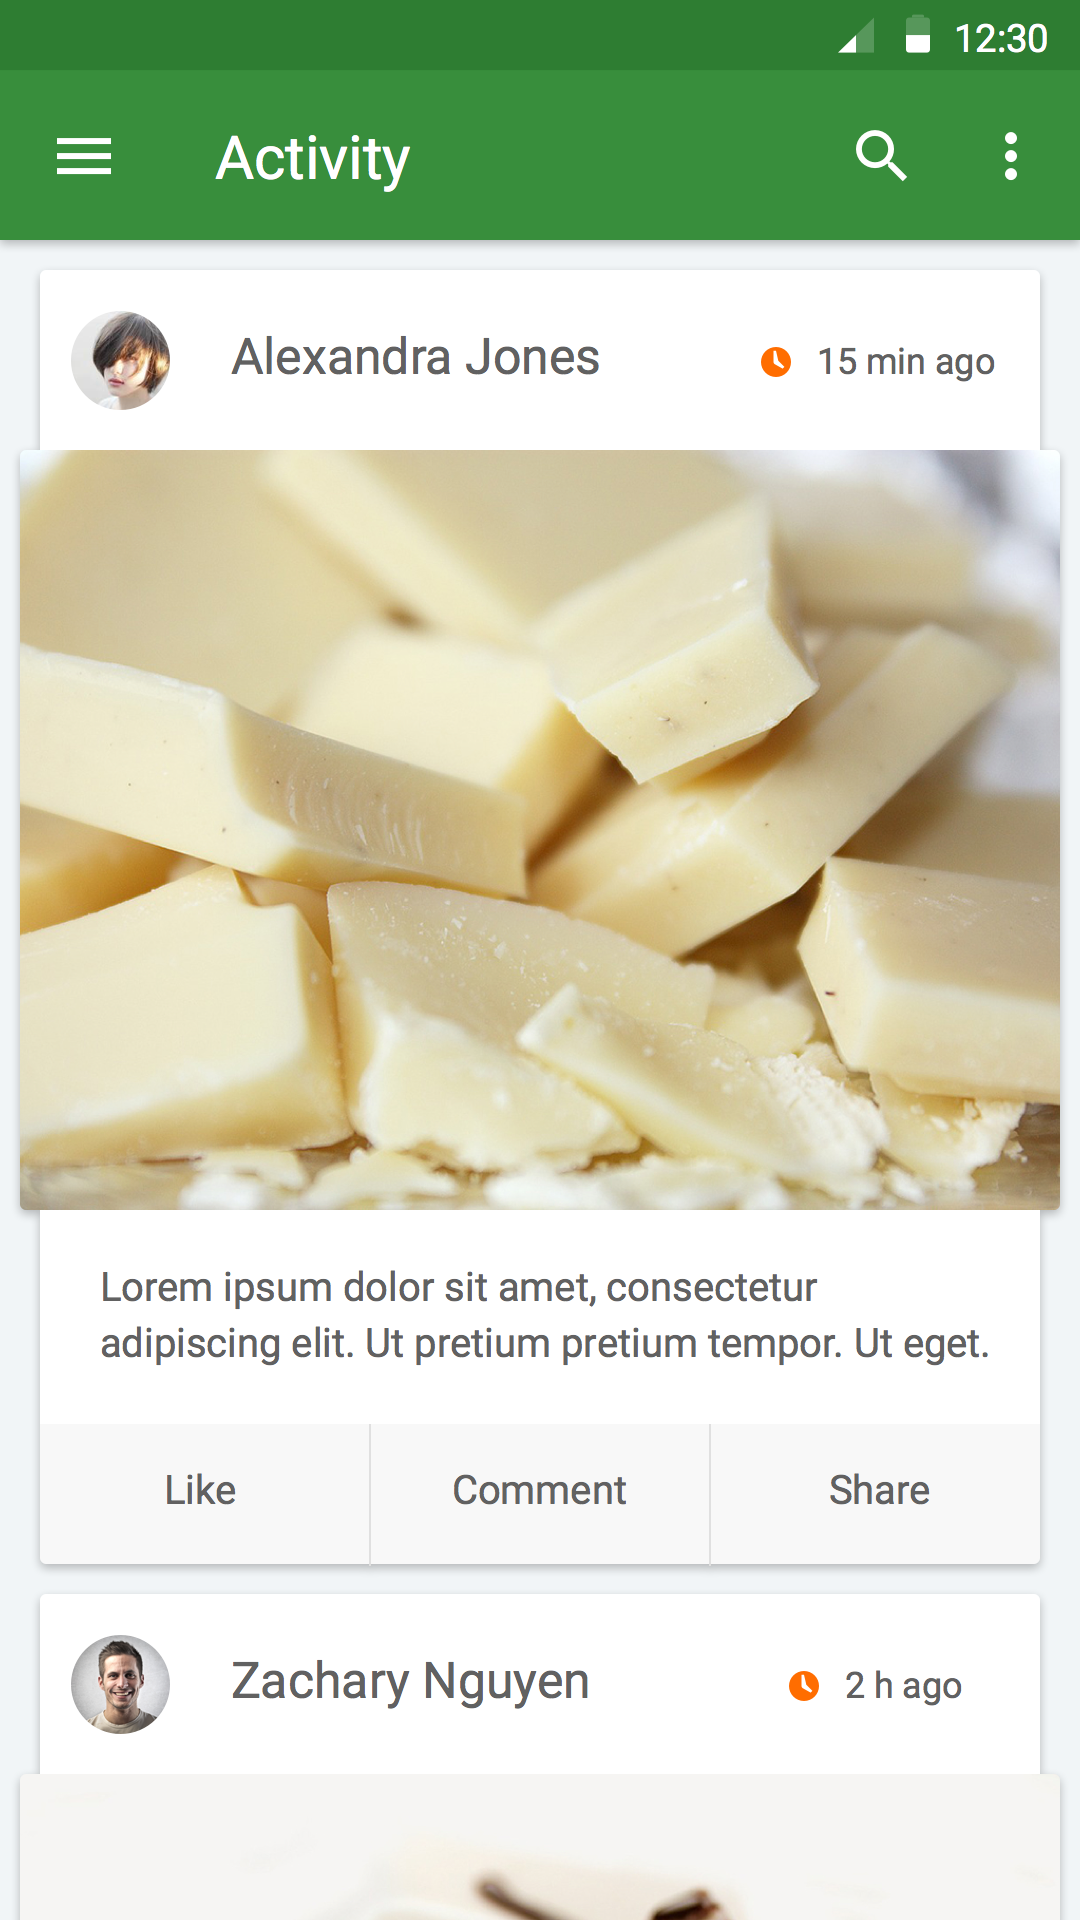 12:30
Activity
Alexandra Jones
15 min ago
Lorem ipsum dolor sit amet, consectetur
adipiscing elit. Ut pretium pretium tempor. Ut eget.
Like
Comment
Share
Zachary Nguyen
2 h ago